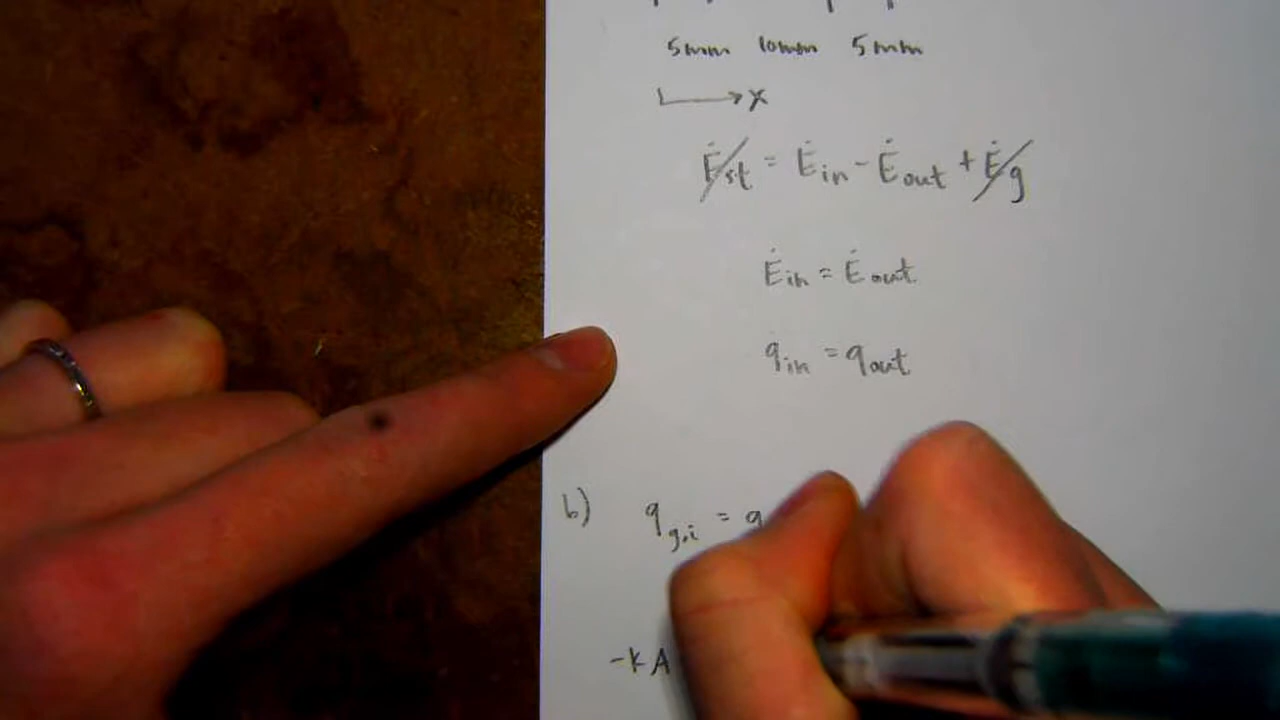 5mm 10mm 5mm
x
Ėst = Ėin - Ėout + Ėg
Ėin = Ėout
qin = qout
b) qg,i = q
-kA